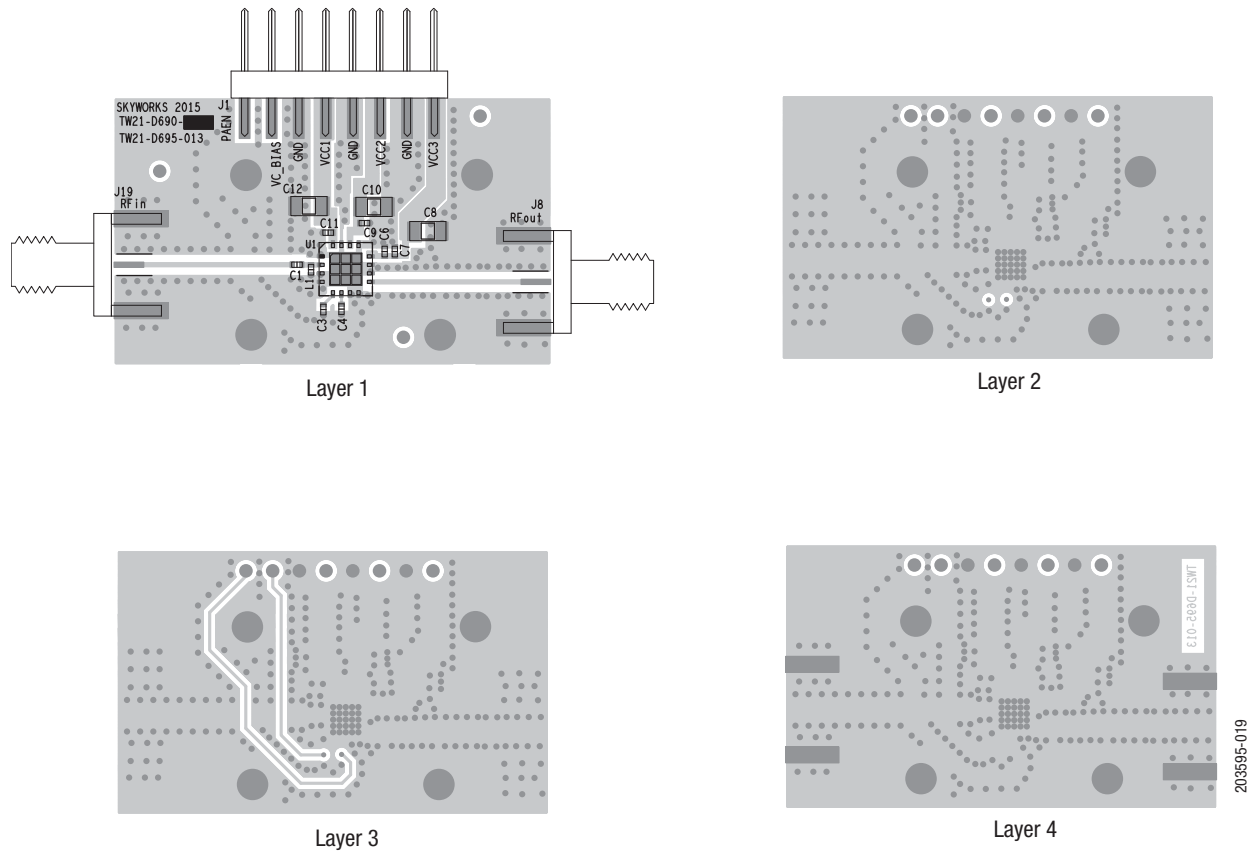 SKYWORKS 2015
TW21-D690-
TW21-D695-013
J1
PAEN
VC_BIAS
GND
VCC1
GND
VCC2
GND
VCC3
J19
RFin
C12
C10
C8
J8
RFout
C11
C9
C6
C7
U1
C1
L1
C3
C4
Layer 1
Layer 2
Layer 3
TW21-D695-013
Layer 4
203595-019